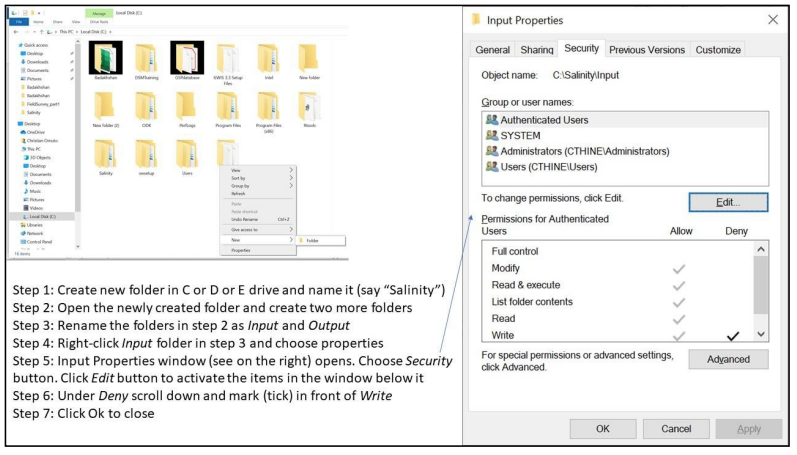 Manage
Local Disk (C:)
File
Home
Share
View
Drive Tools
This PC > Local Disk (C:) >
Quick access
Desktop
Downloads
Documents
Pictures
Badakhshan
Badakhshan
FieldSurvey_part1
Salinity
Desktop
OneDrive
Christian Omuto
This PC
3D Objects
Desktop
Documents
Downloads
Music
Pictures
Videos
Local Disk (C:)
Libraries
Network
Control Panel
16 items
Badakhshan
DSMTraining
GSPdatabase
GWIS 3.5 Setup Files
Intel
New folder
New folder (2)
ODK
PerfLogs
Program Files
Program Files (x86)
Salinity
swsetup
Users
View
Sort by
Group by
Refresh
Paste
Paste shortcut
Undo Rename Ctrl+Z
Give access to
New
Properties
Folder
Step 1: Create new folder in C or D or E drive and name it (say “Salinity”)
Step 2: Open the newly created folder and create two more folders
Step 3: Rename the folders in step 2 as Input and Output
Step 4: Right-click Input folder in step 3 and choose properties
Step 5: Input Properties window (see on the right) opens. Choose Security
button. Click Edit button to activate the items in the window below it
Step 6: Under Deny scroll down and mark (tick) in front of Write
Step 7: Click Ok to close
Input Properties
General Sharing Security Previous Versions Customize
Object name: C:\Salinity\Input
Group or user names:
Authenticated Users
SYSTEM
Administrators (CTHINE\Administrators)
Users (CTHINE\Users)
To change permissions, click Edit.
Edit...
Permissions for Authenticated
Users Allow Deny
Full control
Modify
Read & execute
List folder contents
Read
Write
For special permissions or advanced settings,
click Advanced.
Advanced
OK Cancel Apply